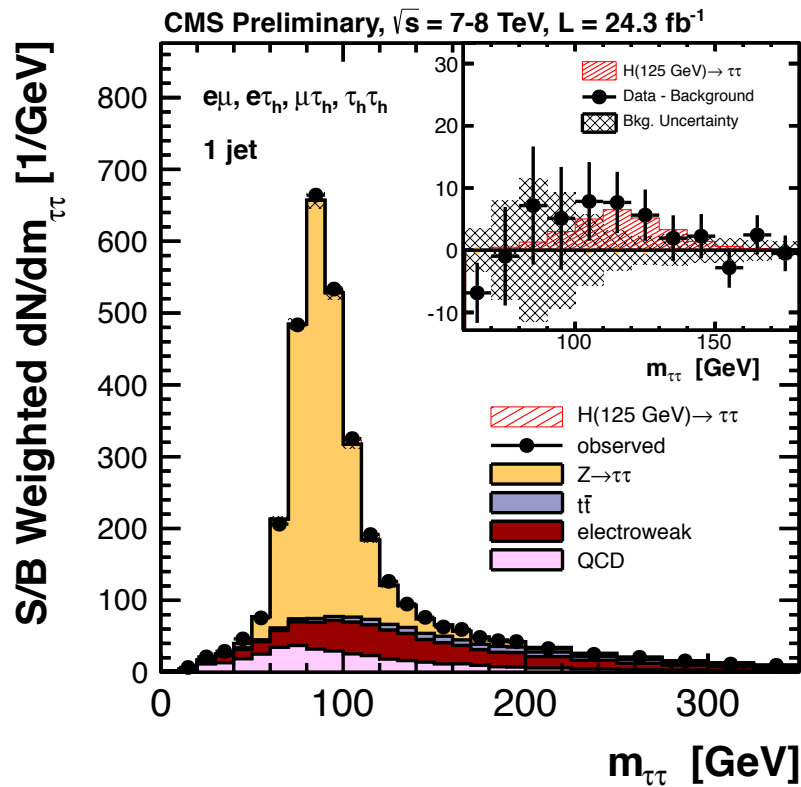 CMS Preliminary, √s = 7-8 TeV, L = 24.3 fb⁻¹
S/B Weighted dN/dm_ττ [1/GeV]
eμ, eτ_h, μτ_h, τ_hτ_h
1 jet
800
700
600
500
400
300
200
100
0
0 100 200 300
m_ττ [GeV]
H(125 GeV)→ ττ
Data - Background
Bkg. Uncertainty
30
20
10
0
-10
100 150
m_ττ [GeV]
H(125 GeV)→ ττ
observed
Z→ττ
tt̄
electroweak
QCD